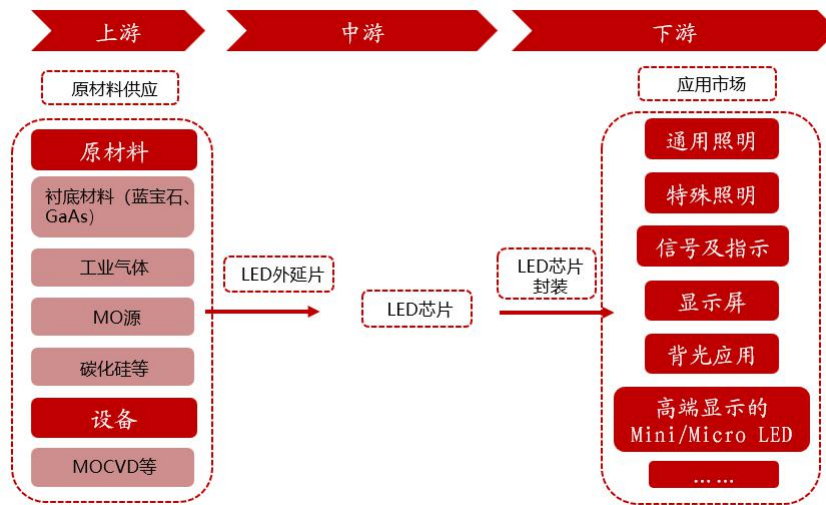 上游
中游
下游
原材料供应
应用市场
原材料
衬底材料（蓝宝石、
GaAs）
工业气体
MO源
碳化硅等
设备
MOCVD等
LED外延片
LED芯片
LED芯片
封装
通用照明
特殊照明
信号及指示
显示屏
背光应用
高端显示的
Mini/Micro LED
……